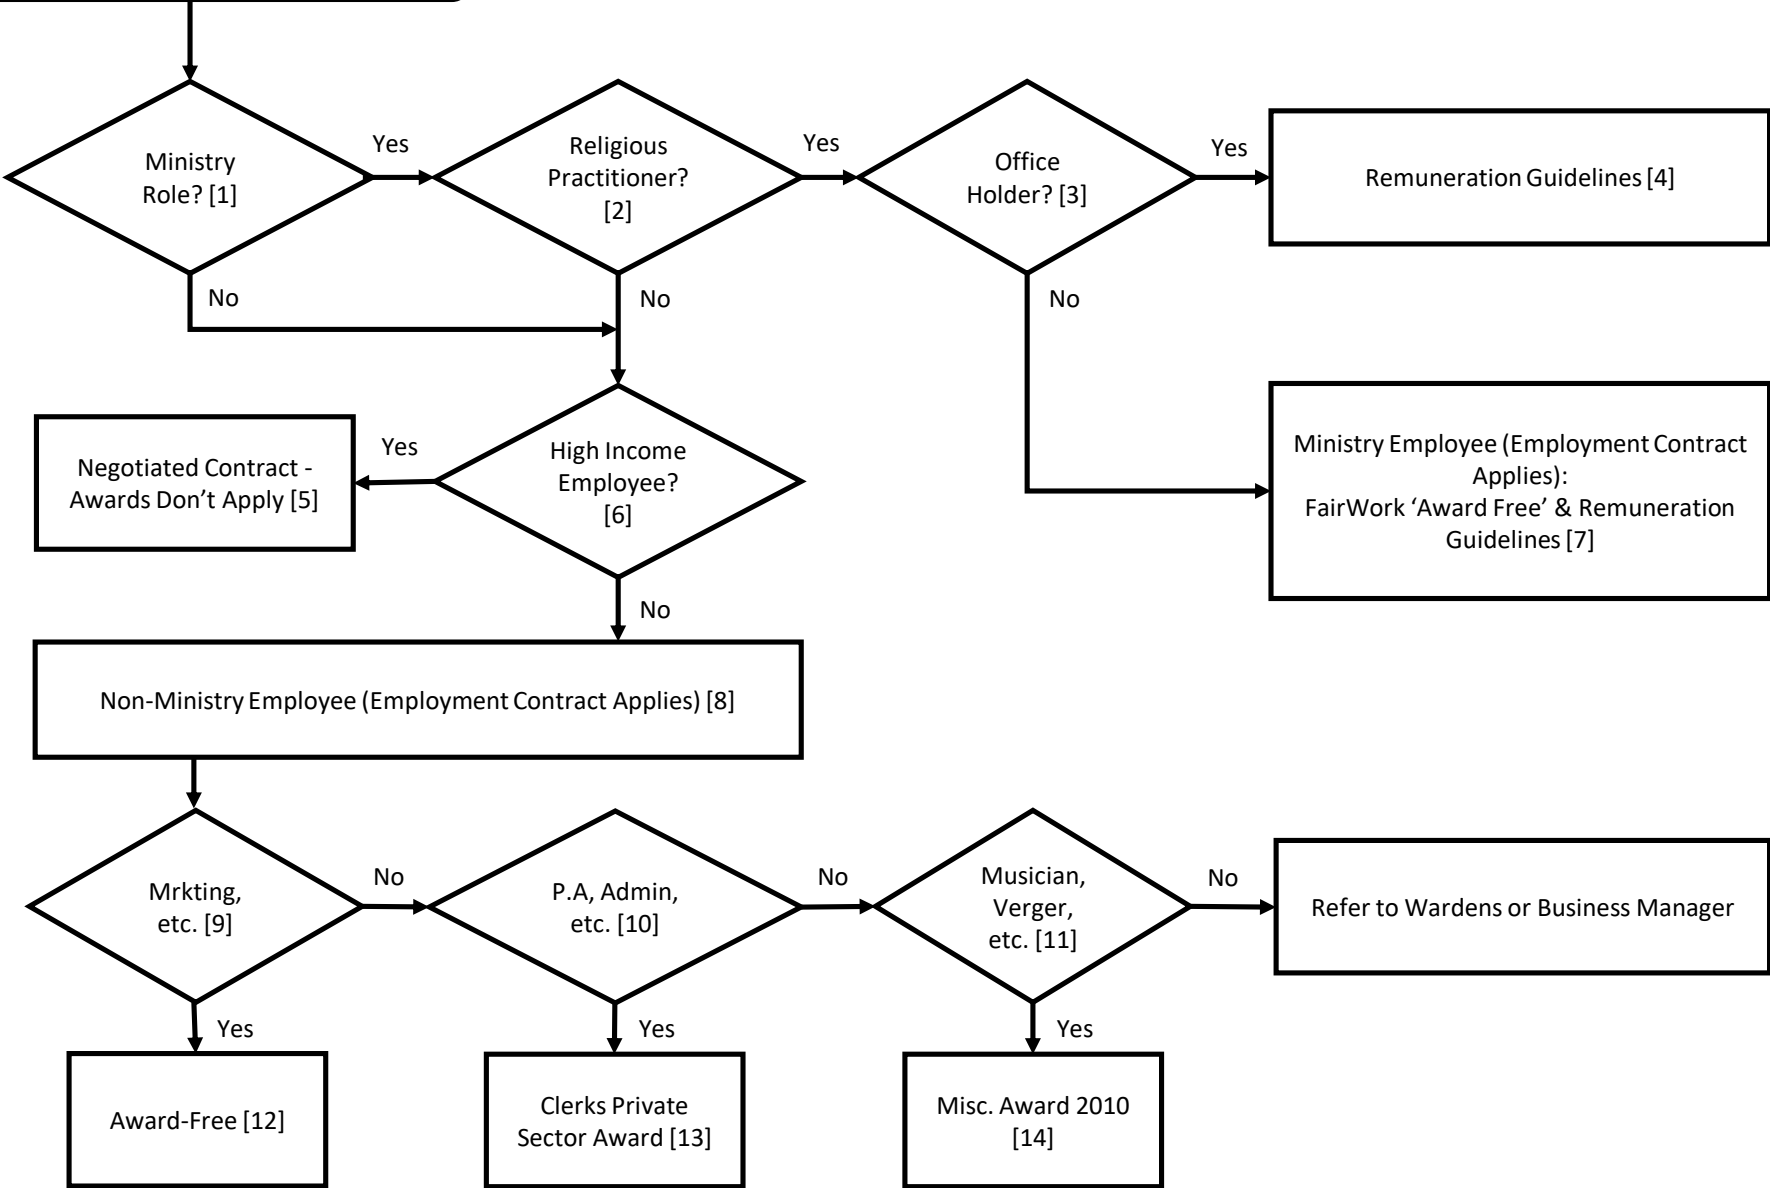 Ministry
Role? [1]
Yes
Religious
Practitioner?
[2]
Yes
Office
Holder? [3]
Yes
Remuneration Guidelines [4]
No
No
No
Negotiated Contract -
Awards Don’t Apply [5]
Yes
High Income
Employee?
[6]
Ministry Employee (Employment Contract
Applies):
FairWork ‘Award Free’ & Remuneration
Guidelines [7]
No
Non-Ministry Employee (Employment Contract Applies) [8]
Mrkting,
etc. [9]
No
P.A, Admin,
etc. [10]
No
Musician,
Verger,
etc. [11]
No
Refer to Wardens or Business Manager
Yes
Yes
Yes
Award-Free [12]
Clerks Private
Sector Award [13]
Misc. Award 2010
[14]